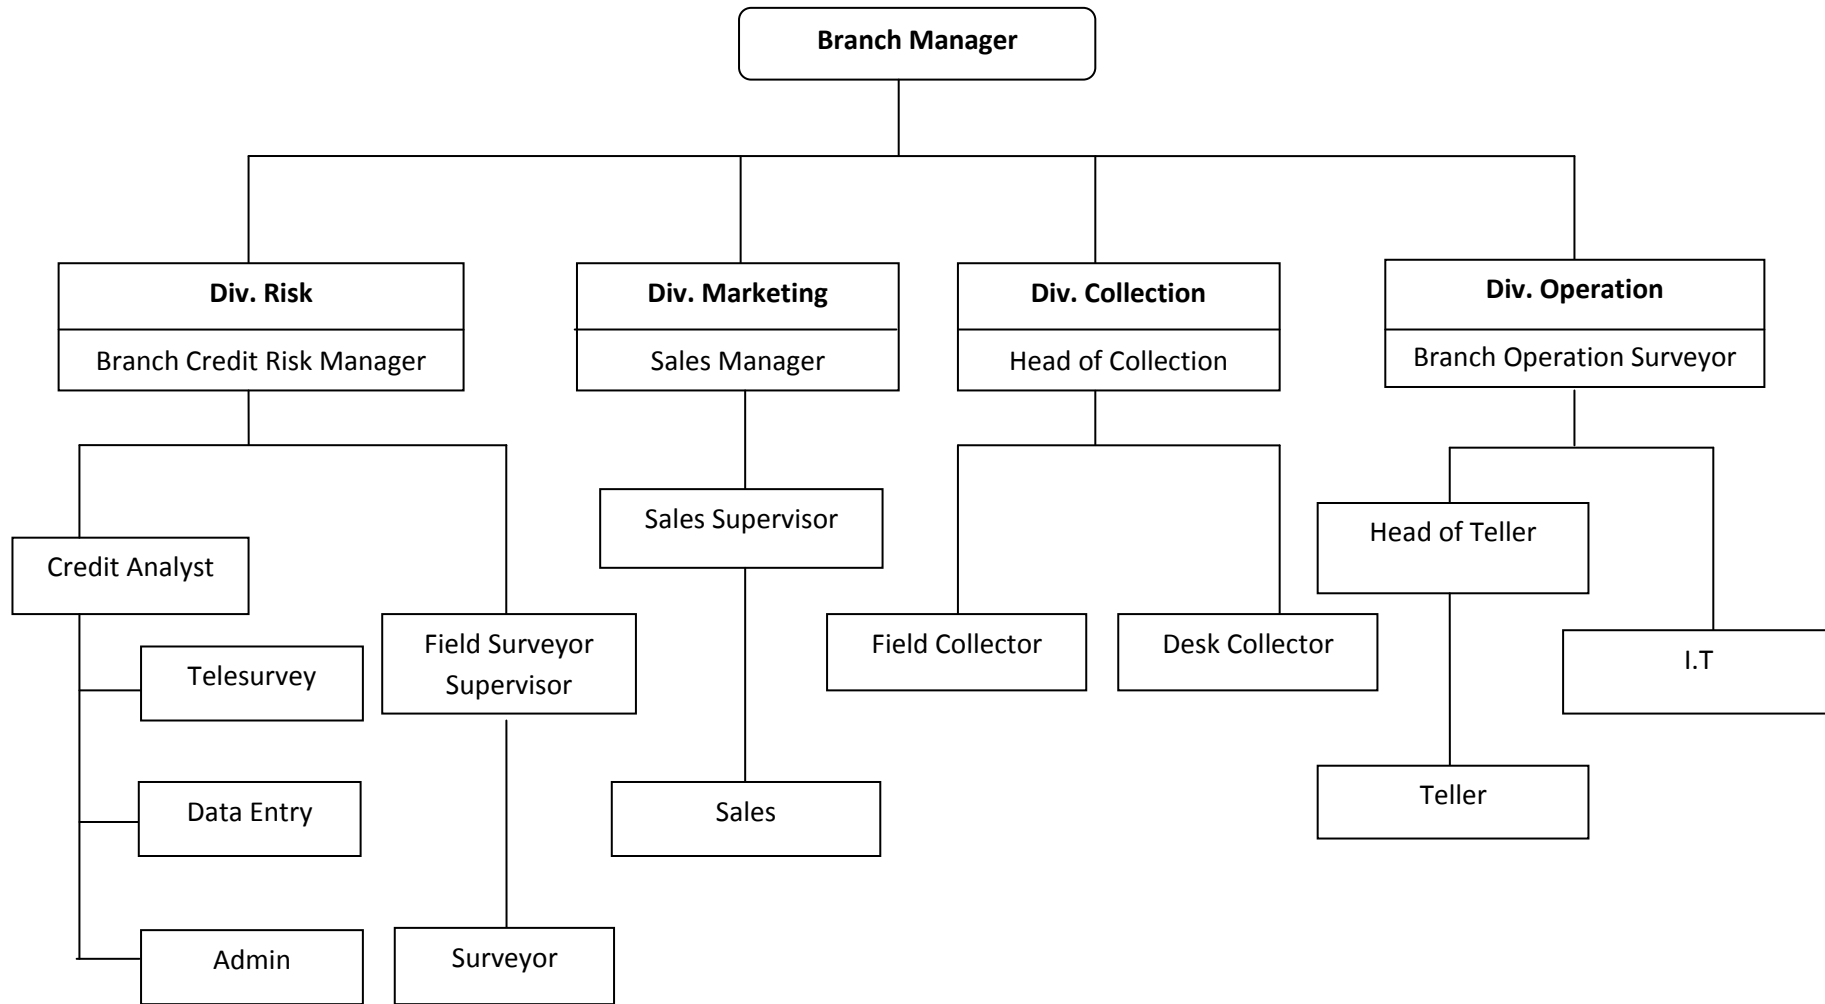 Branch Manager
Div. Risk
Branch Credit Risk Manager
Div. Marketing
Sales Manager
Div. Collection
Head of Collection
Div. Operation
Branch Operation Surveyor
Credit Analyst
Telesurvey
Data Entry
Admin
Field Surveyor
Supervisor
Surveyor
Sales Supervisor
Sales
Field Collector
Desk Collector
Head of Teller
Teller
I.T